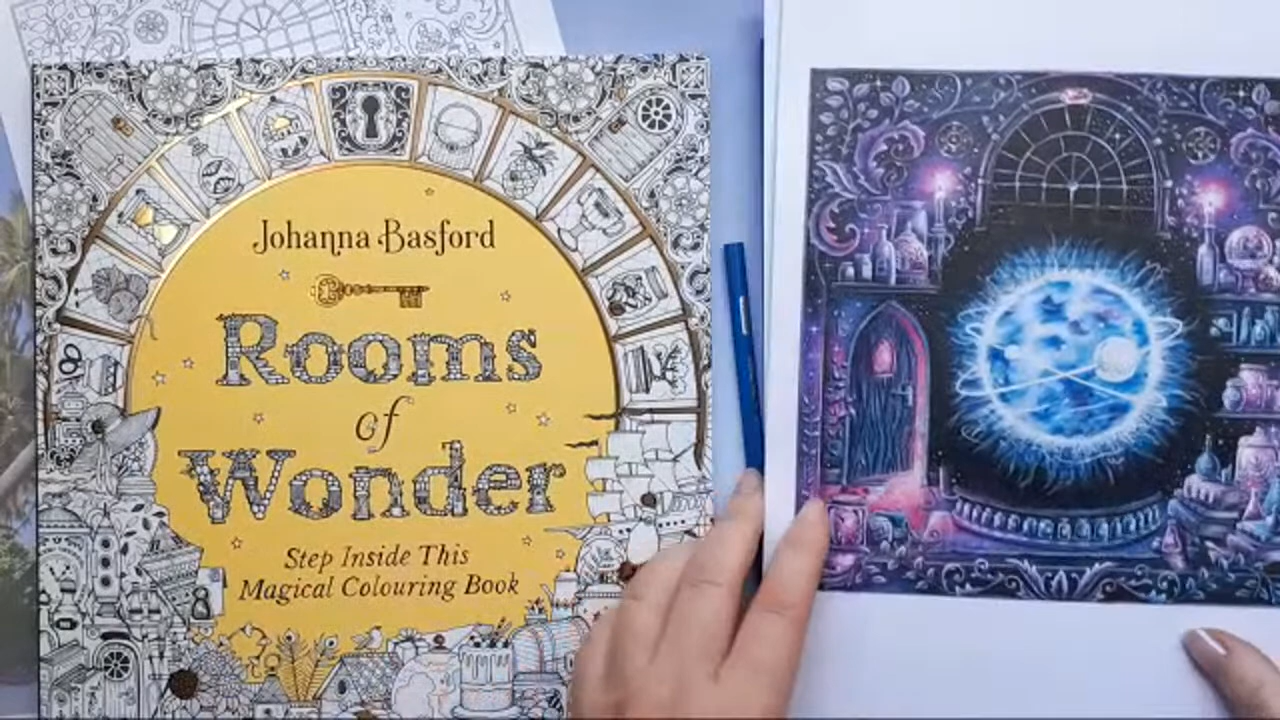 Johanna Basford
Rooms
of
Wonder
Step Inside This
Magical Colouring Book